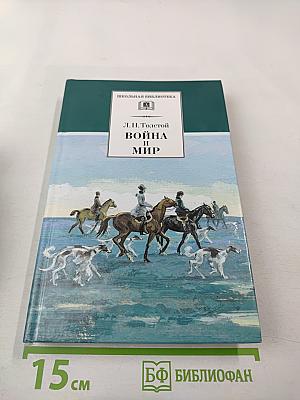 ШКОЛЬНАЯ БИБЛИОТЕКА
Л. Н. Толстой
ВОЙНА
И
МИР
15 см
БФ БИБЛИОФАН